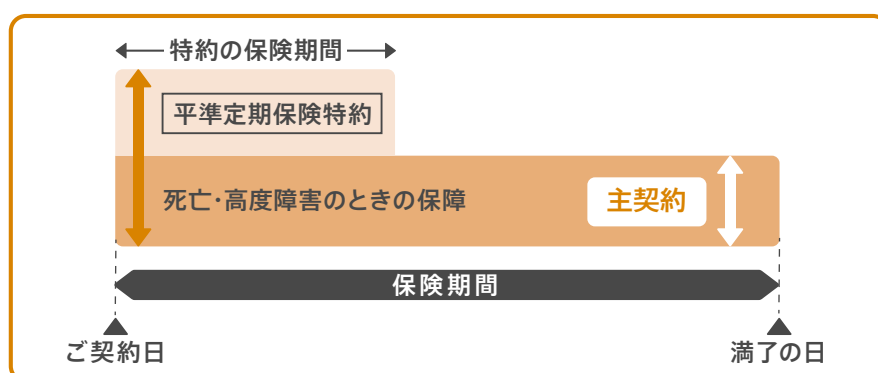 特約の保険期間
平準定期保険特約
死亡・高度障害のときの保障
主契約
保険期間
ご契約日
満了の日